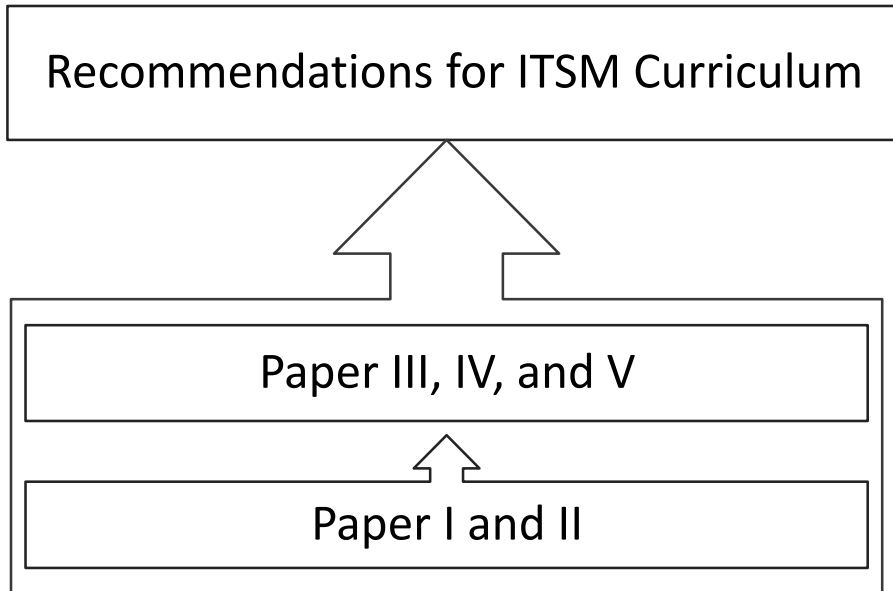 Recommendations for ITSM Curriculum
Paper III, IV, and V
Paper I and II